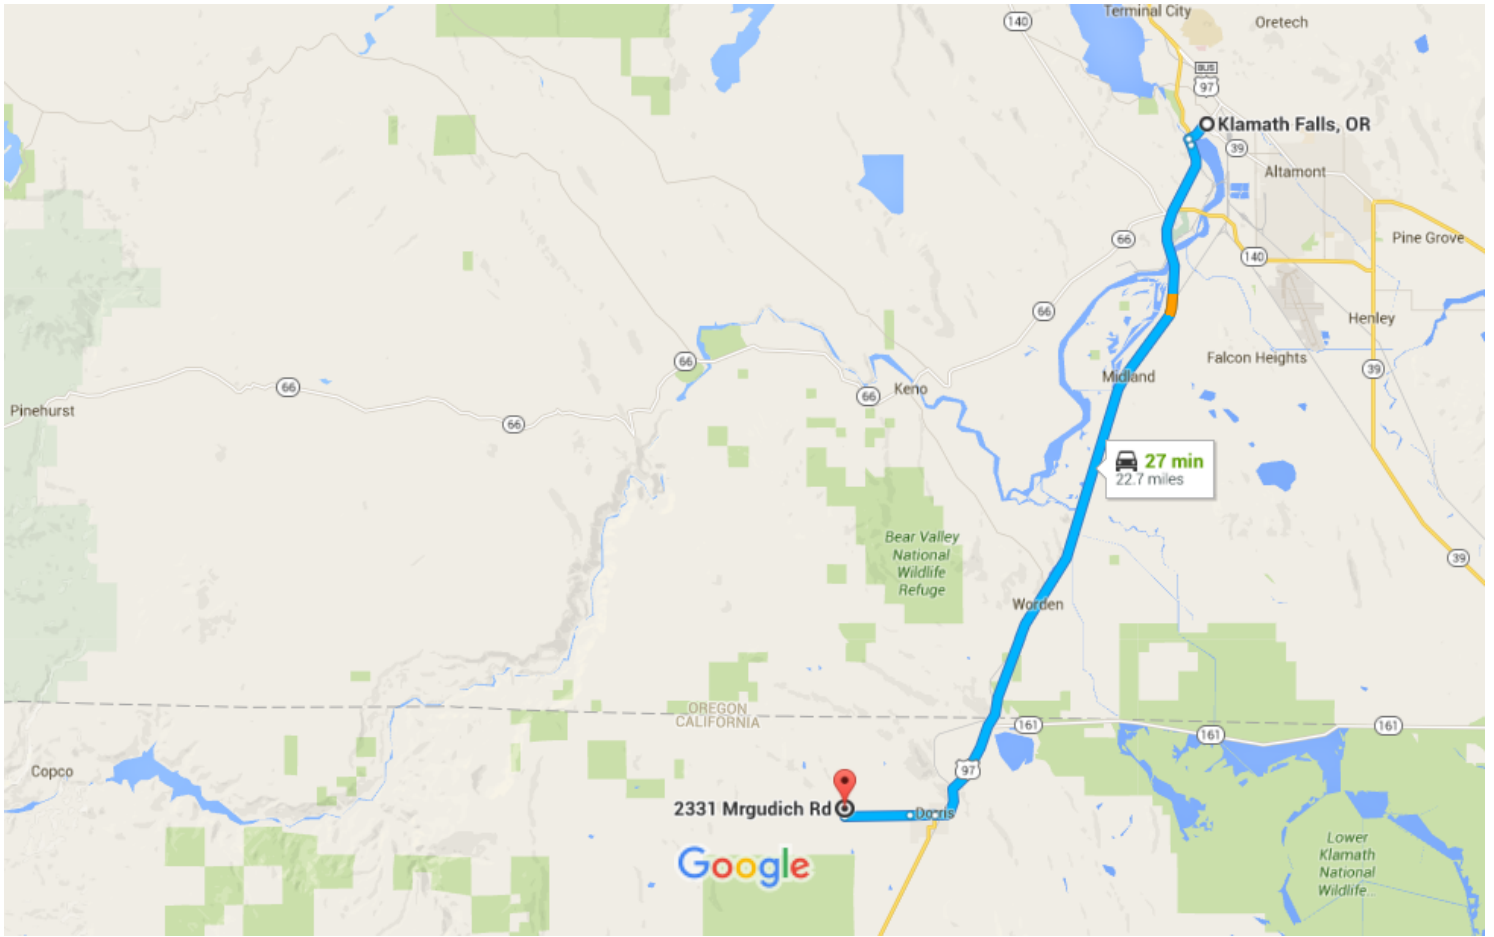 Terminal City
140
Oretech
BUS
97
Klamath Falls, OR
39
Altamont
66
Pine Grove
140
66
Henley
66
Falcon Heights
Midland
39
66
66
Keno
Pinehurst
66
27 min
22.7 miles
Bear Valley
National
Wildlife
Refuge
39
Worden
OREGON
CALIFORNIA
161
161
161
Copco
97
2331 Mrgudich Rd
Dorris
Lower
Klamath
National
Wildlife...
Google